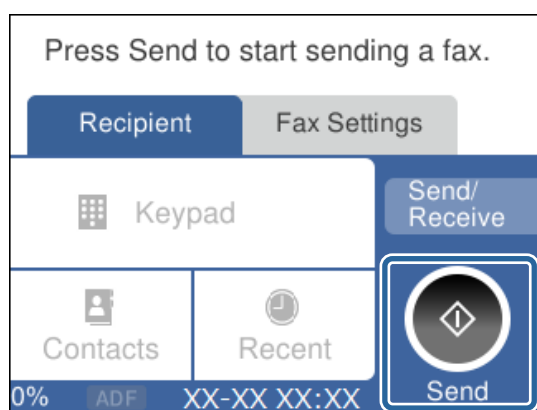 Press Send to start sending a fax.
Recipient
Fax Settings
Keypad
Send/
Receive
Contacts
Recent
Send
0%
ADF
XX-XX XX:XX